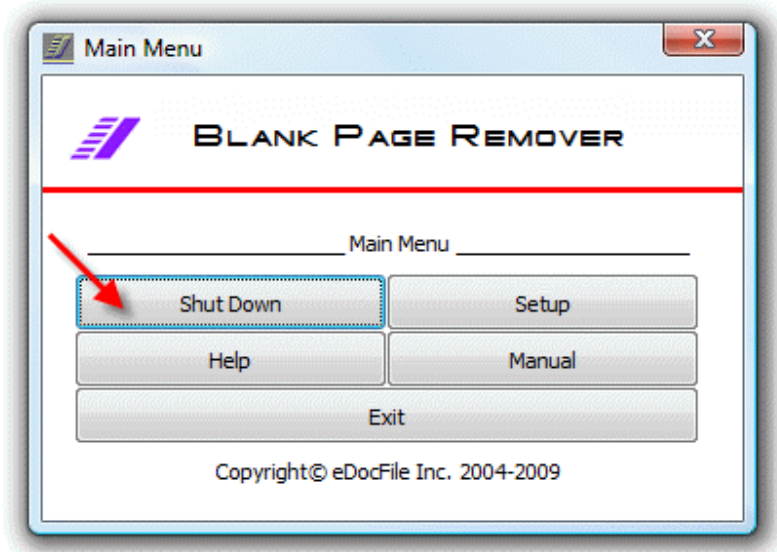 Main Menu
X
BLANK PAGE REMOVER
Main Menu
Shut Down Setup
Help Manual
Exit
Copyright© eDocFile Inc. 2004-2009